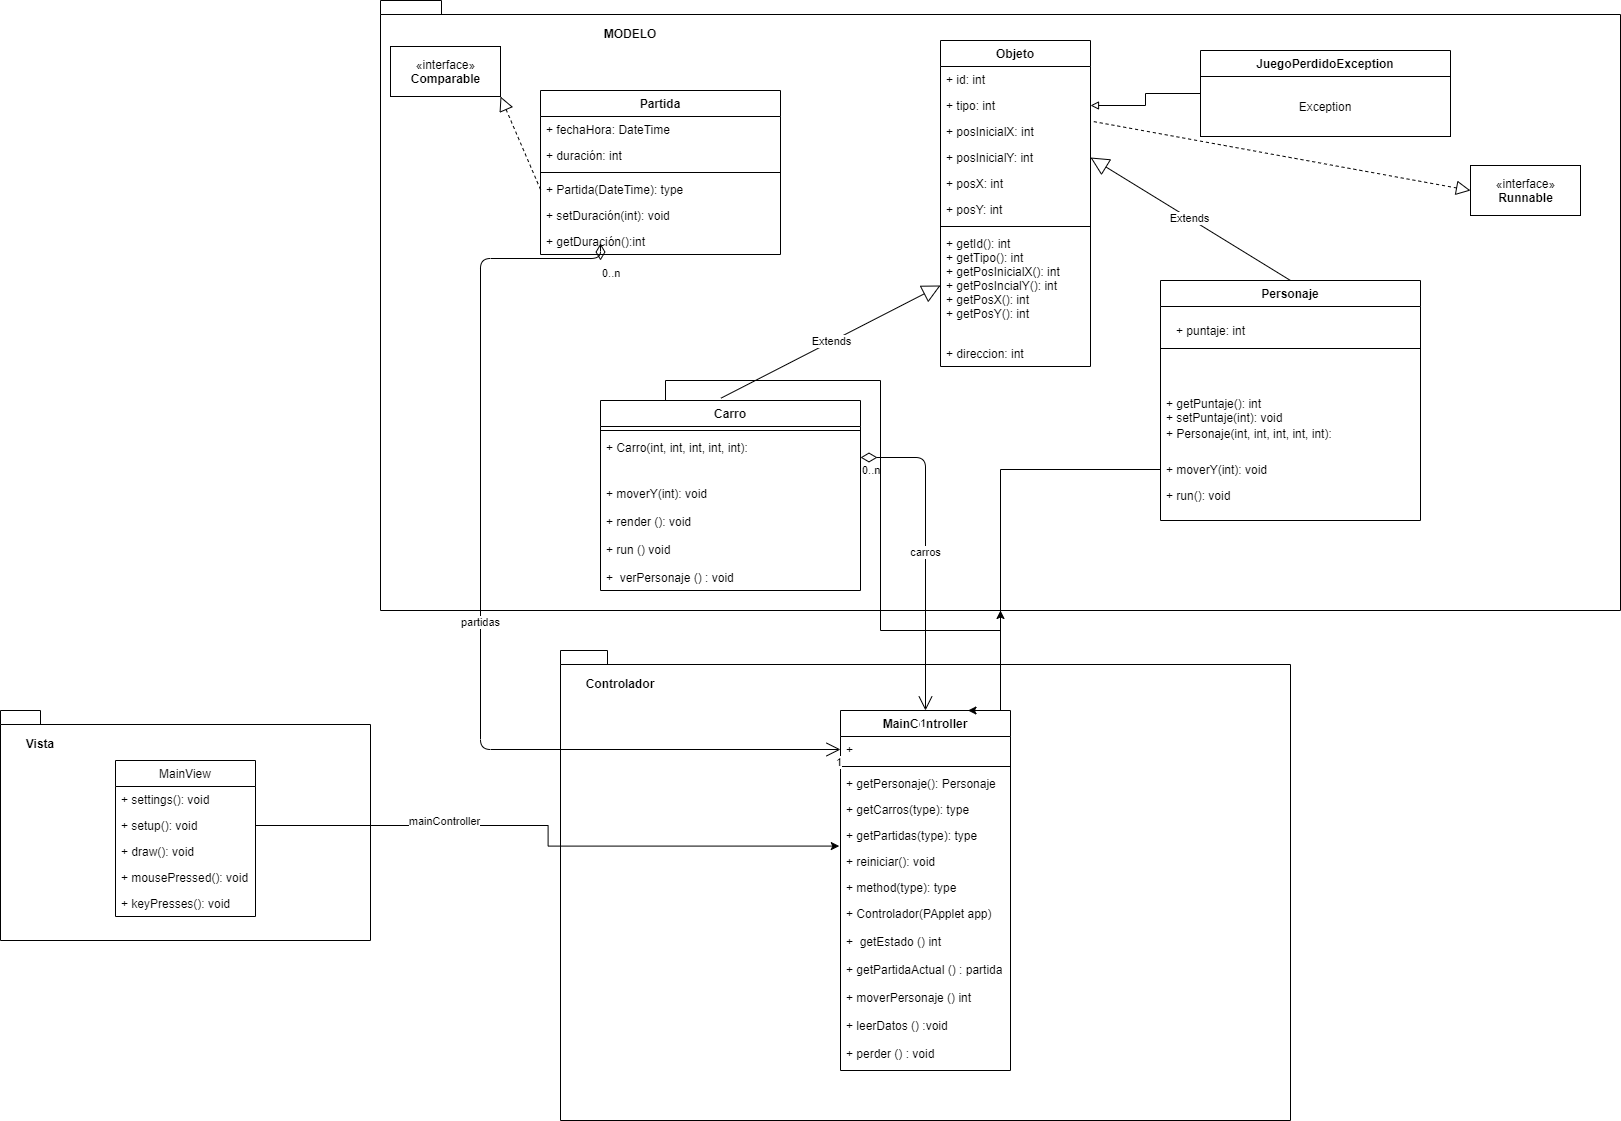 MODELO
«interface»
Comparable
Partida
+ fechaHora: DateTime
+ duración: int
+ Partida(DateTime): type
+ setDuración(int): void
+ getDuración():int
0..n
Objeto
+ id: int
+ tipo: int
+ posInicialX: int
+ posInicialY: int
+ posX: int
+ posY: int
+ getId(): int
+ getTipo(): int
+ getPosInicialX(): int
+ getPosIncialY(): int
+ getPosX(): int
+ getPosY(): int
+ direccion: int
JuegoPerdidoException
Exception
«interface»
Runnable
Extends
Extends
Personaje
+ puntaje: int
+ getPuntaje(): int
+ setPuntaje(int): void
+ Personaje(int, int, int, int, int):
+ moverY(int): void
+ run(): void
Carro
+ Carro(int, int, int, int, int):
+ moverY(int): void
+ render (): void
+ run () void
+ verPersonaje () : void
0..n
carros
partidas
Controlador
MainController
1
+
1
+ getPersonaje(): Personaje
+ getCarros(type): type
+ getPartidas(type): type
+ reiniciar(): void
+ method(type): type
+ Controlador(PApplet app)
+ getEstado () int
+ getPartidaActual () : partida
+ moverPersonaje () int
+ leerDatos () :void
+ perder () : void
Vista
MainView
+ settings(): void
+ setup(): void
+ draw(): void
+ mousePressed(): void
+ keyPresses(): void
mainController